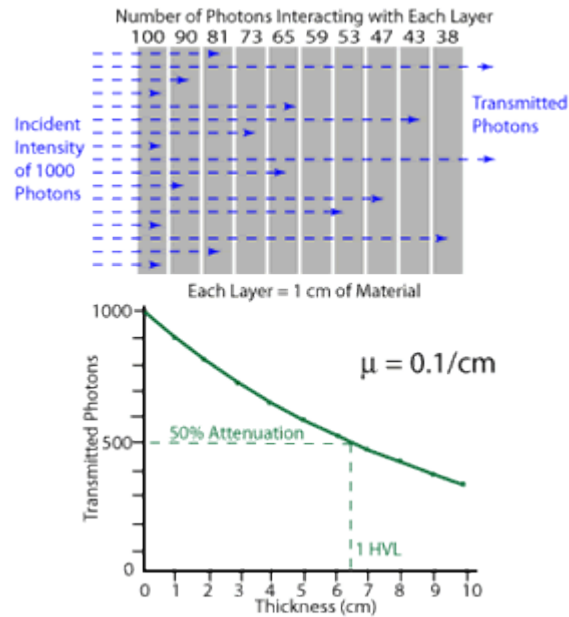 Number of Photons Interacting with Each Layer
100 90 81 73 65 59 53 47 43 38
Incident
Intensity
of 1000
Photons
Transmitted
Photons
Each Layer = 1 cm of Material
1000
500
0
Transmitted Photons
μ = 0.1/cm
50% Attenuation
1 HVL
0 1 2 3 4 5 6 7 8 9 10
Thickness (cm)